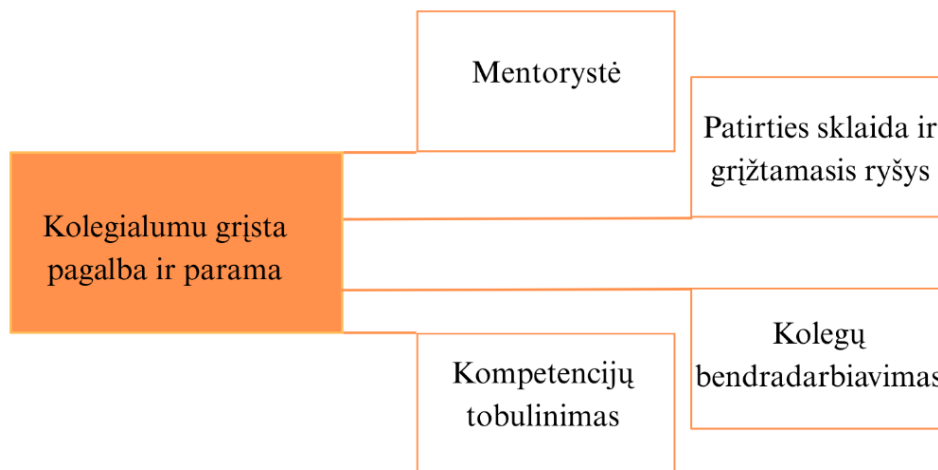 Mentorystė
Patirties sklaida ir
grįžtamasis ryšys
Kolegialumu grįsta
pagalba ir parama
Kolegų
bendradarbiavimas
Kompetencijų
tobulinimas